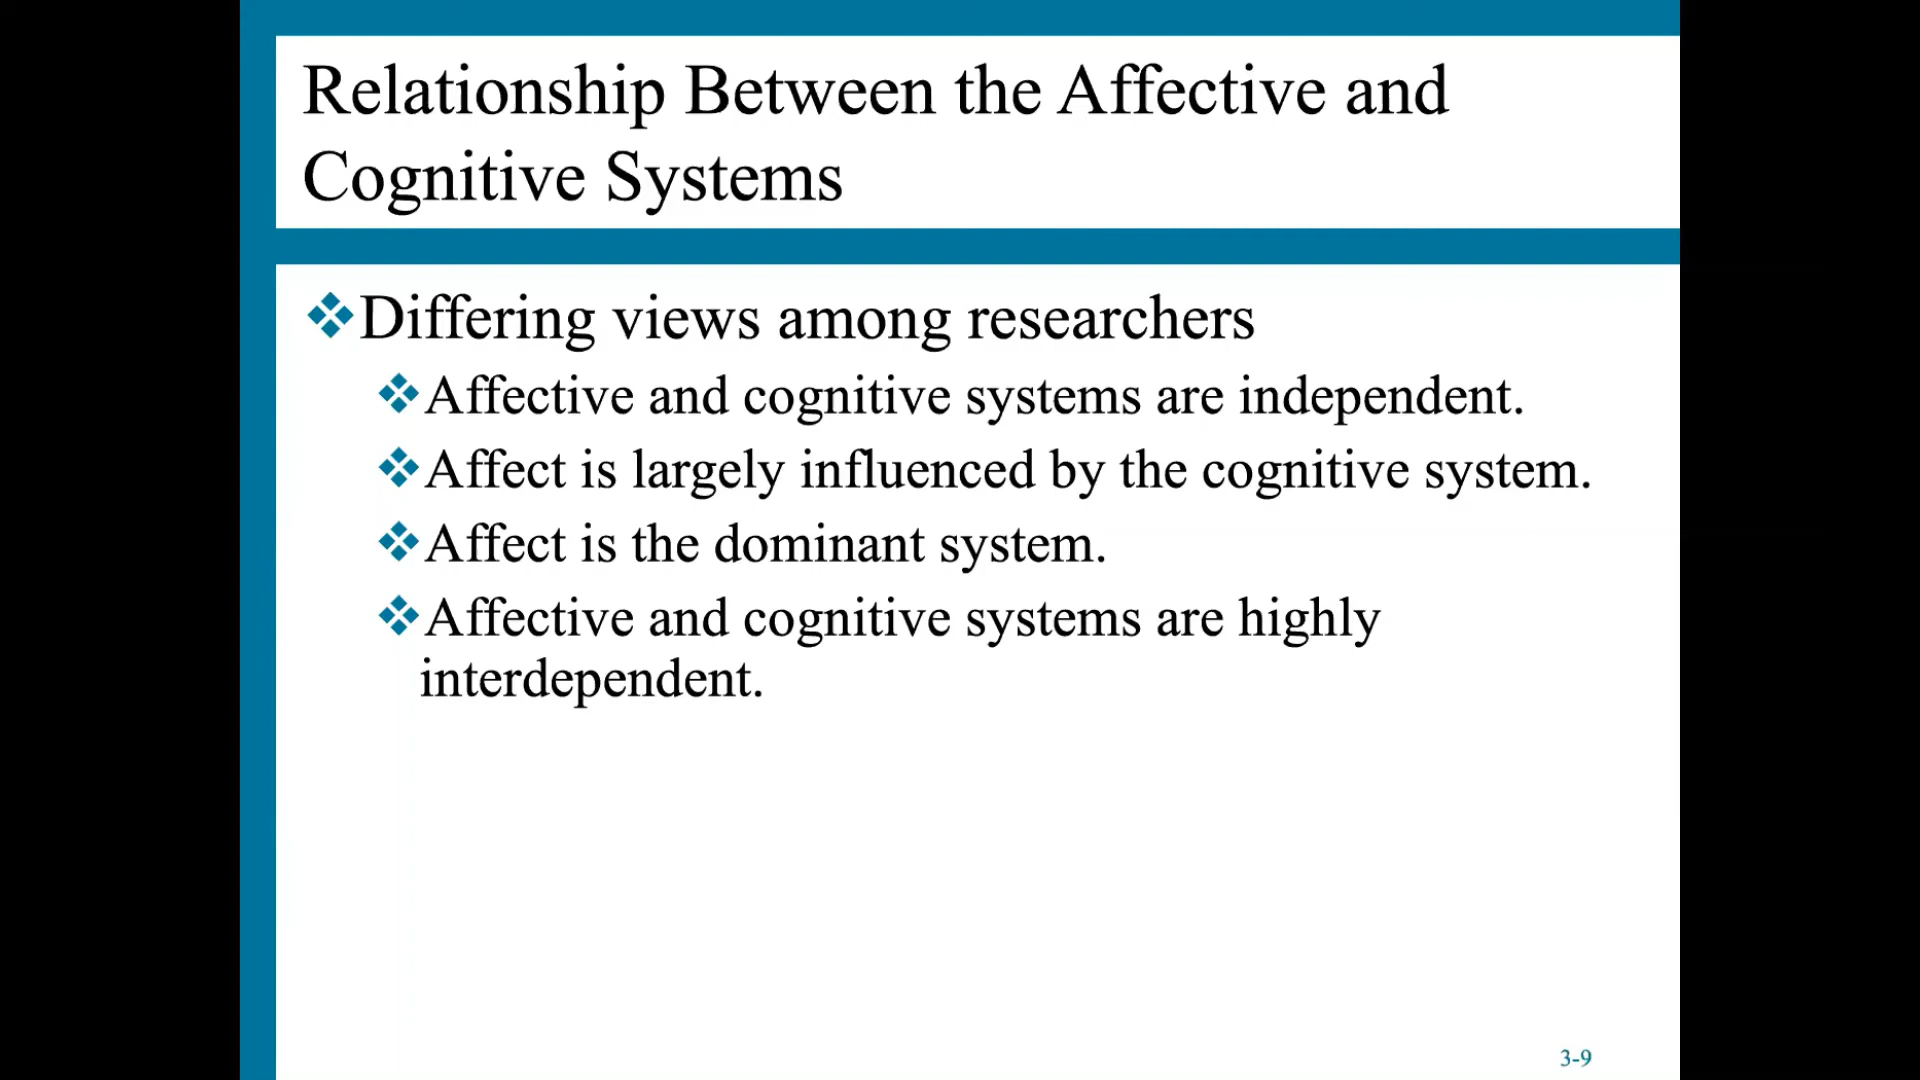 Relationship Between the Affective and
Cognitive Systems
❖Differing views among researchers
❖Affective and cognitive systems are independent.
❖Affect is largely influenced by the cognitive system.
❖Affect is the dominant system.
❖Affective and cognitive systems are highly
interdependent.
3-9